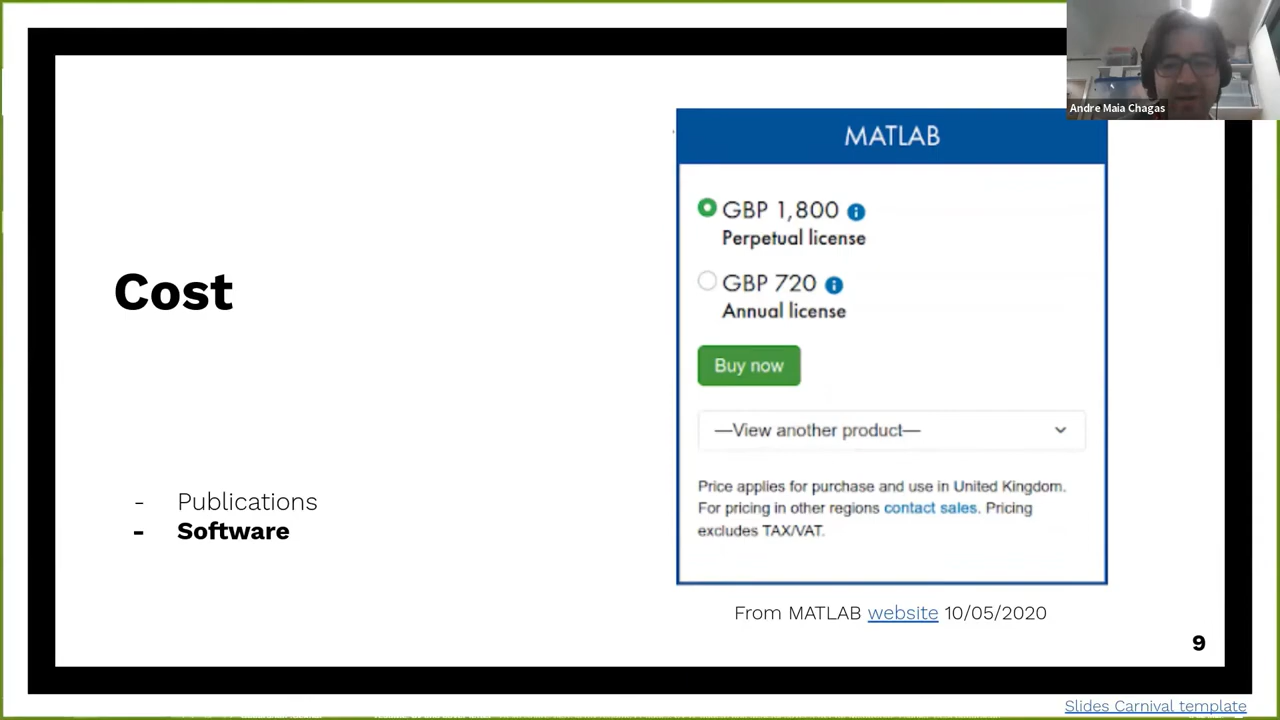 Andre Maia Chagas
MATLAB
GBP 1,800
Perpetual license
GBP 720
Annual license
Buy now
—View another product—
Price applies for purchase and use in United Kingdom.
For pricing in other regions contact sales. Pricing
excludes TAX/VAT.
Cost
- Publications
- Software
From MATLAB website 10/05/2020
9
Slides Carnival template